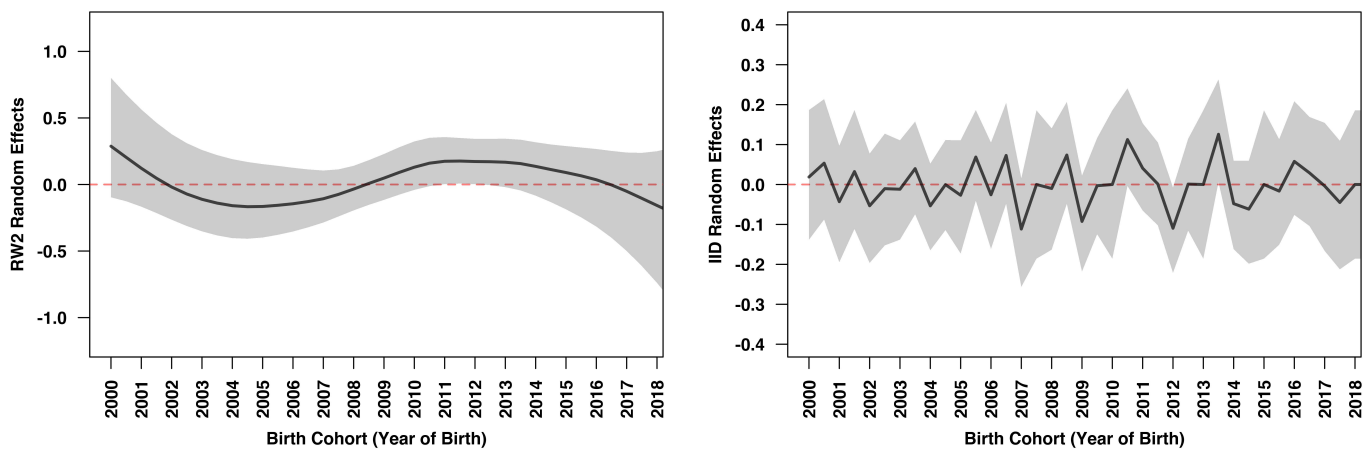 RW2 Random Effects
1.0
0.5
0.0
-0.5
-1.0
2000 2001 2002 2003 2004 2005 2006 2007 2008 2009 2010 2011 2012 2013 2014 2015 2016 2017 2018
Birth Cohort (Year of Birth)
IID Random Effects
0.4
0.3
0.2
0.1
0.0
-0.1
-0.2
-0.3
-0.4
2000 2001 2002 2003 2004 2005 2006 2007 2008 2009 2010 2011 2012 2013 2014 2015 2016 2017 2018
Birth Cohort (Year of Birth)